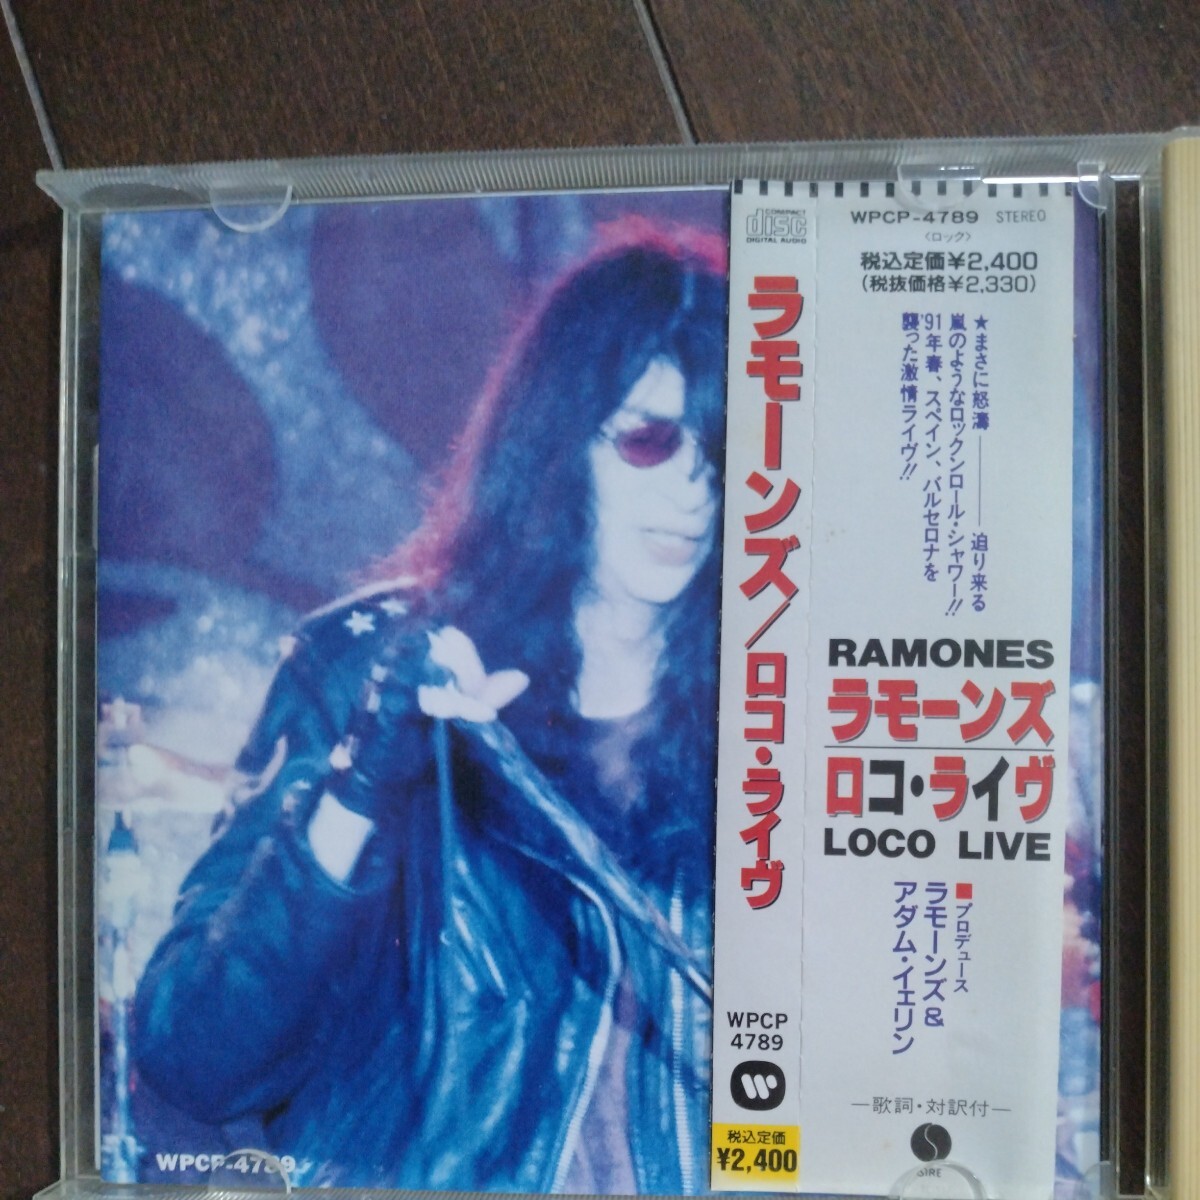 COMPACT
disc
DIGITAL AUDIO
ラモーンズ/ロコ・ライヴ
WPCP
4789
税込定価
¥2,400
WPCP-4789 STEREO
〈ロック〉
税込定価¥2,400
(税抜価格¥2,330)
★まさに怒濤――迫り来る
嵐のようなロックンロール・シャワー!!
'91年春、スペイン、バルセロナを
襲った激情ライヴ!!
RAMONES
ラモーンズ
ロコ・ライヴ
LOCO LIVE
■プロデュース
ラモーンズ&
アダム・イェリン
―歌詞・対訳付―
SIRE
WPCP-4789